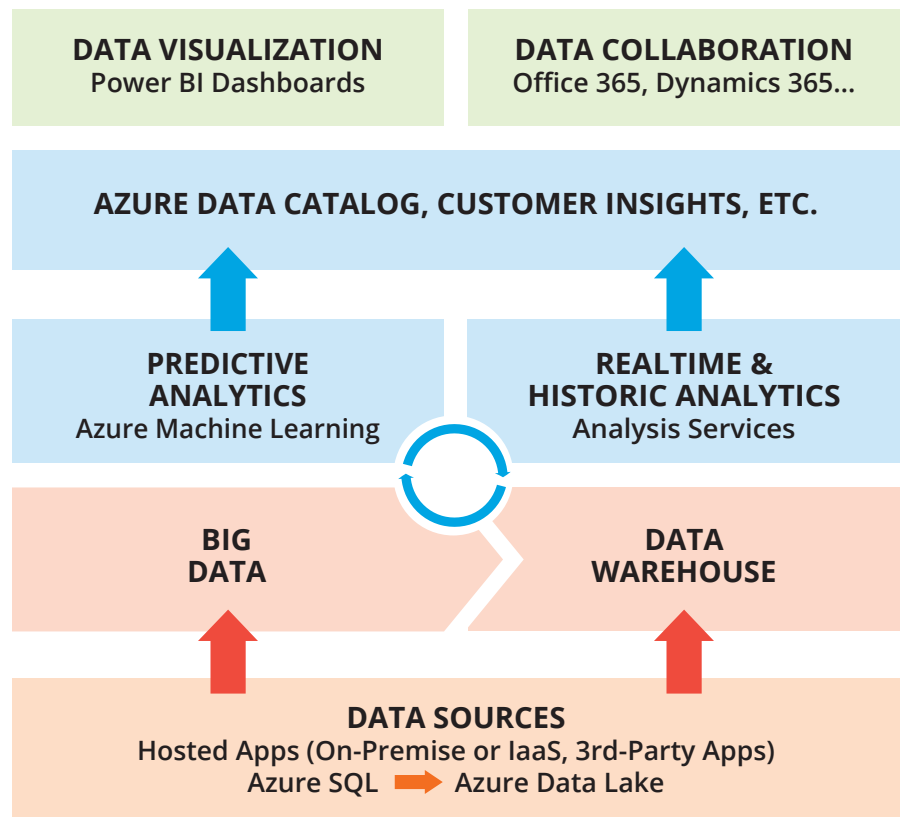 DATA VISUALIZATION
Power BI Dashboards
DATA COLLABORATION
Office 365, Dynamics 365...
AZURE DATA CATALOG, CUSTOMER INSIGHTS, ETC.
PREDICTIVE
ANALYTICS
Azure Machine Learning
REALTIME &
HISTORIC ANALYTICS
Analysis Services
BIG
DATA
DATA
WAREHOUSE
DATA SOURCES
Hosted Apps (On-Premise or IaaS, 3rd-Party Apps)
Azure SQL Azure Data Lake